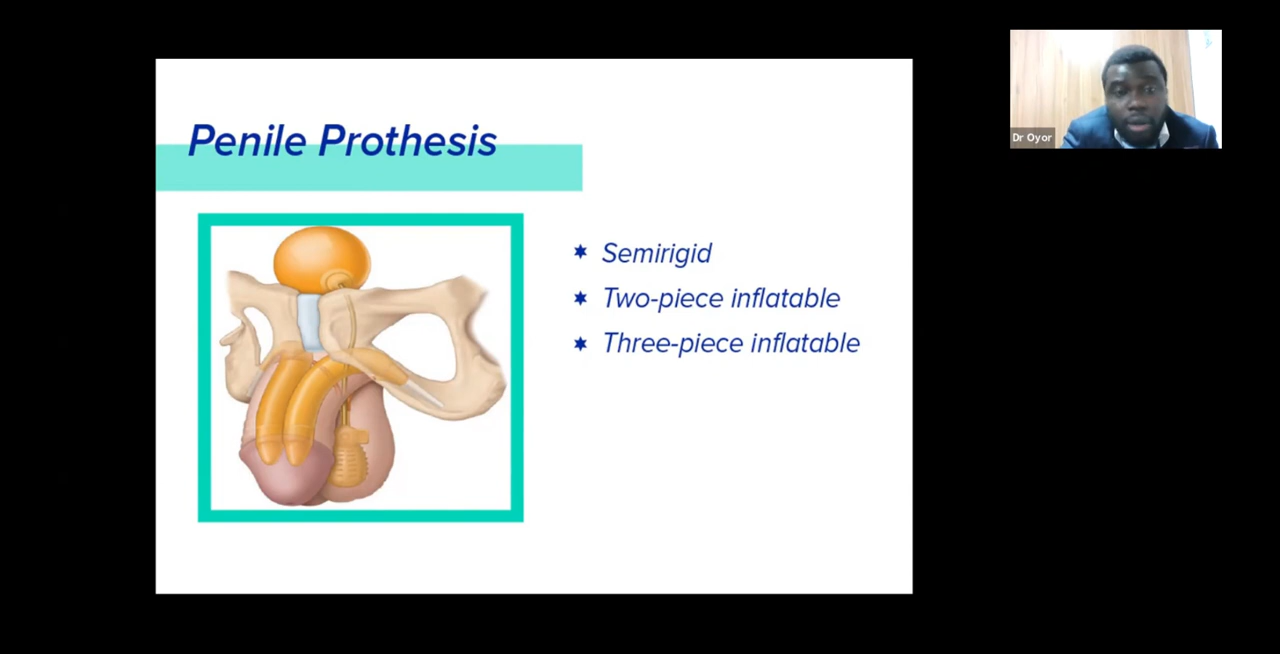 Penile Prothesis
Semirigid
Two-piece inflatable
Three-piece inflatable
Dr Oyor